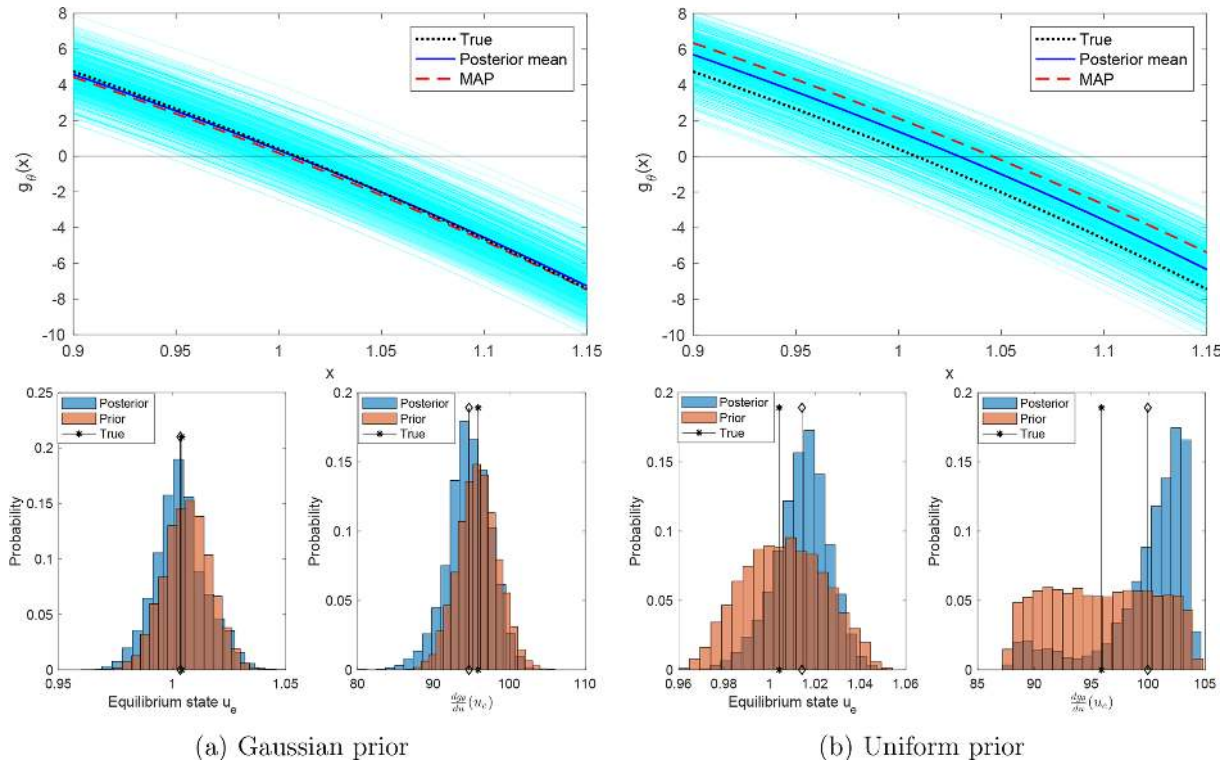 8
6
4
2
0
-2
-4
-6
-8
-10
g_θ(x)
True
Posterior mean
MAP
0.9
0.95
1
1.05
1.1
1.15
x
8
6
4
2
0
-2
-4
-6
-8
-10
g_θ(x)
True
Posterior mean
MAP
0.9
0.95
1
1.05
1.1
1.15
x
0.25
0.2
0.15
0.1
0.05
0
Probability
Posterior
Prior
True
0.95
1
1.05
Equilibrium state u_e
0.2
0.15
0.1
0.05
0
Probability
Posterior
Prior
True
80
90
100
110
dg_θ/du (u_e)
0.2
0.15
0.1
0.05
0
Probability
Posterior
Prior
True
0.96
0.98
1
1.02
1.04
1.06
Equilibrium state u_e
0.2
0.15
0.1
0.05
0
Probability
Posterior
Prior
True
85
90
95
100
105
dg_θ/du (u_e)
(a) Gaussian prior
(b) Uniform prior